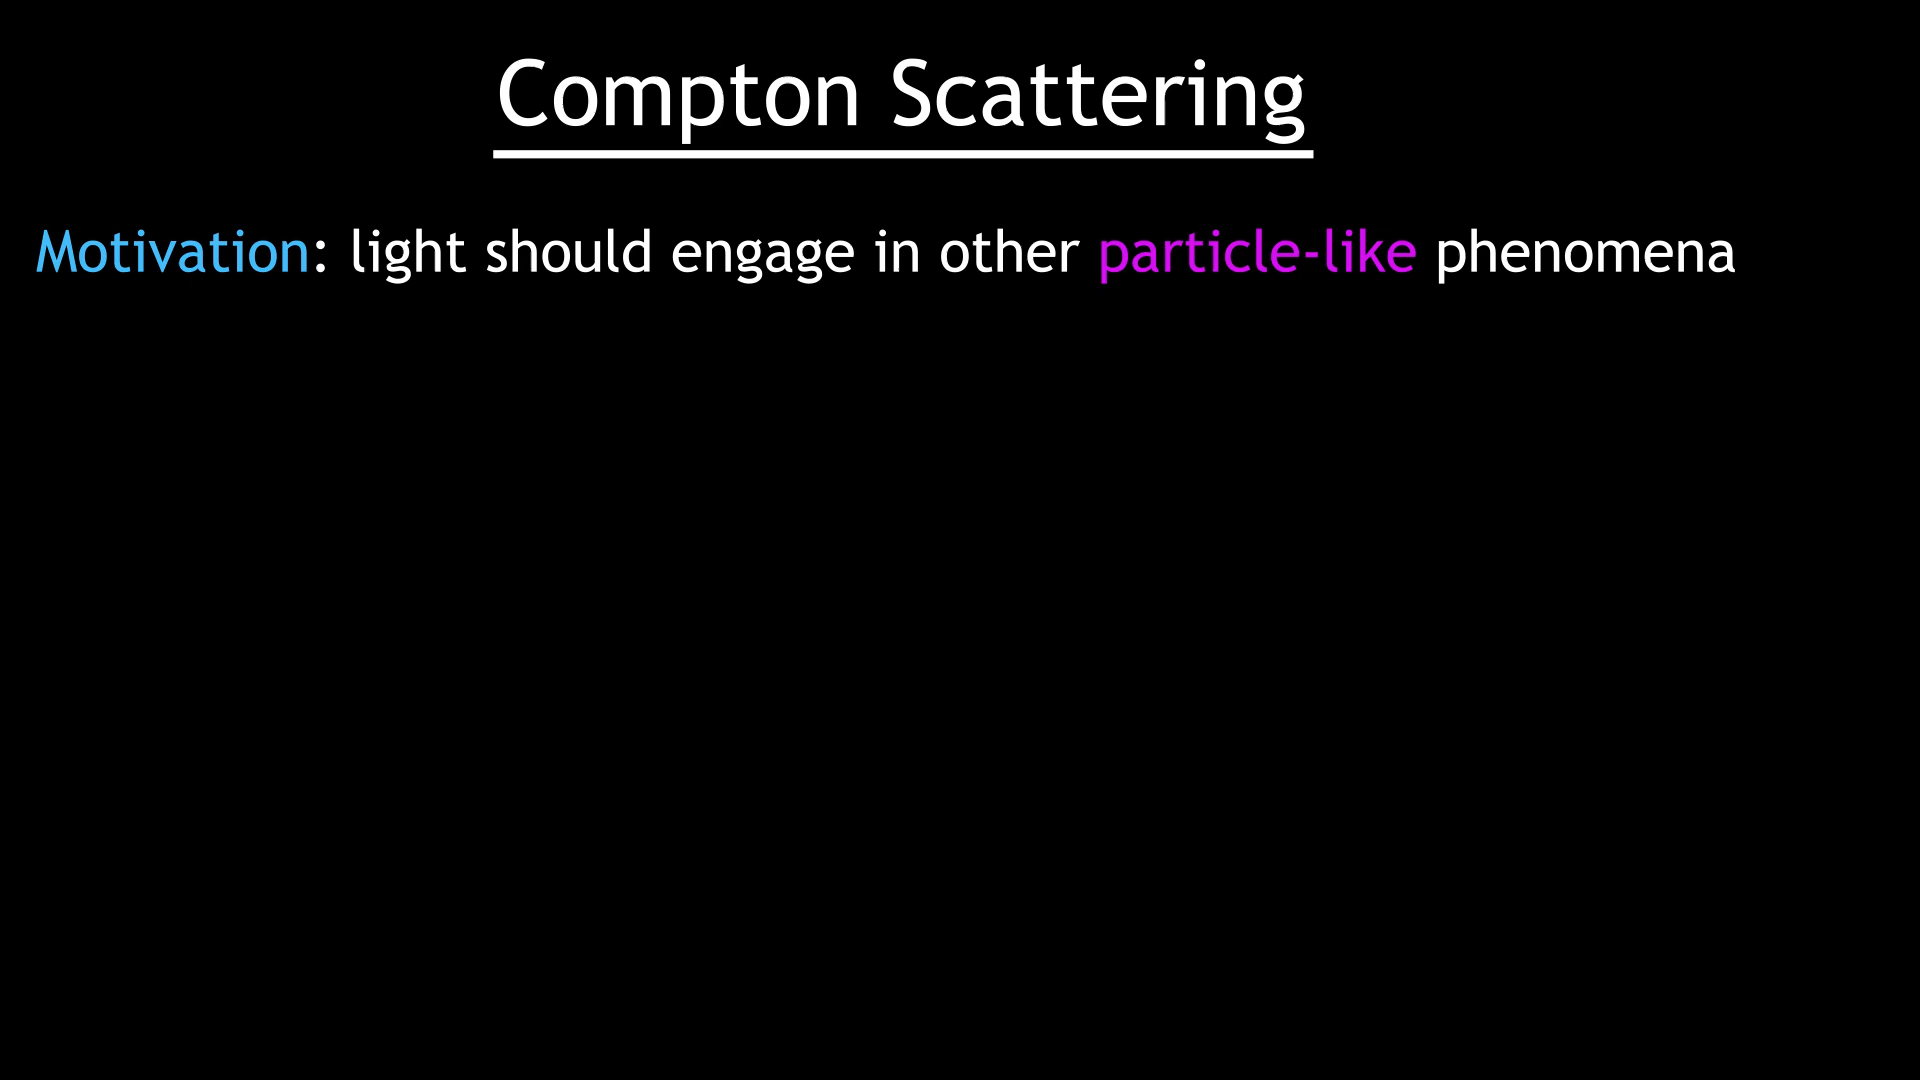 Compton Scattering
Motivation: light should engage in other particle-like phenomena